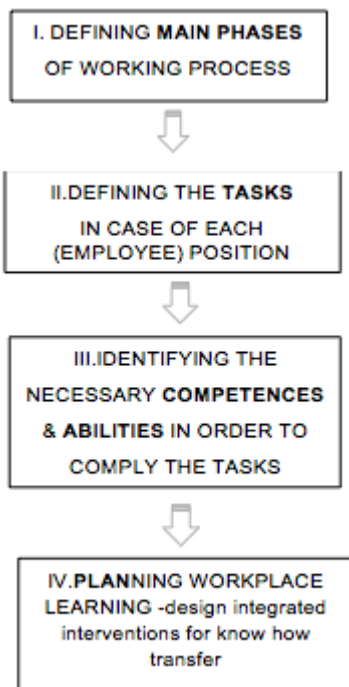 I. DEFINING MAIN PHASES
OF WORKING PROCESS
II.DEFINING THE TASKS
IN CASE OF EACH
(EMPLOYEE) POSITION
III.IDENTIFYING THE
NECESSARY COMPETENCES
& ABILITIES IN ORDER TO
COMPLY THE TASKS
IV.PLANNING WORKPLACE
LEARNING -design integrated
interventions for know how
transfer